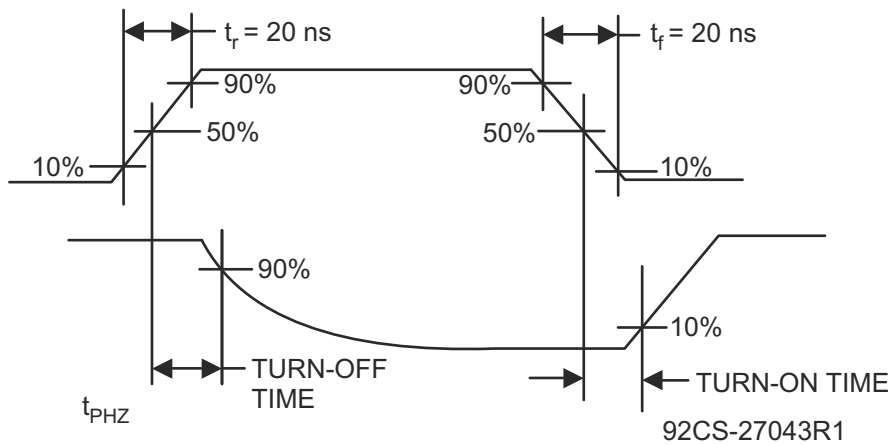 t_r = 20 ns
t_f = 20 ns
90%
90%
50%
50%
10%
10%
90%
10%
TURN-OFF
TIME
TURN-ON TIME
t_PHZ
92CS-27043R1